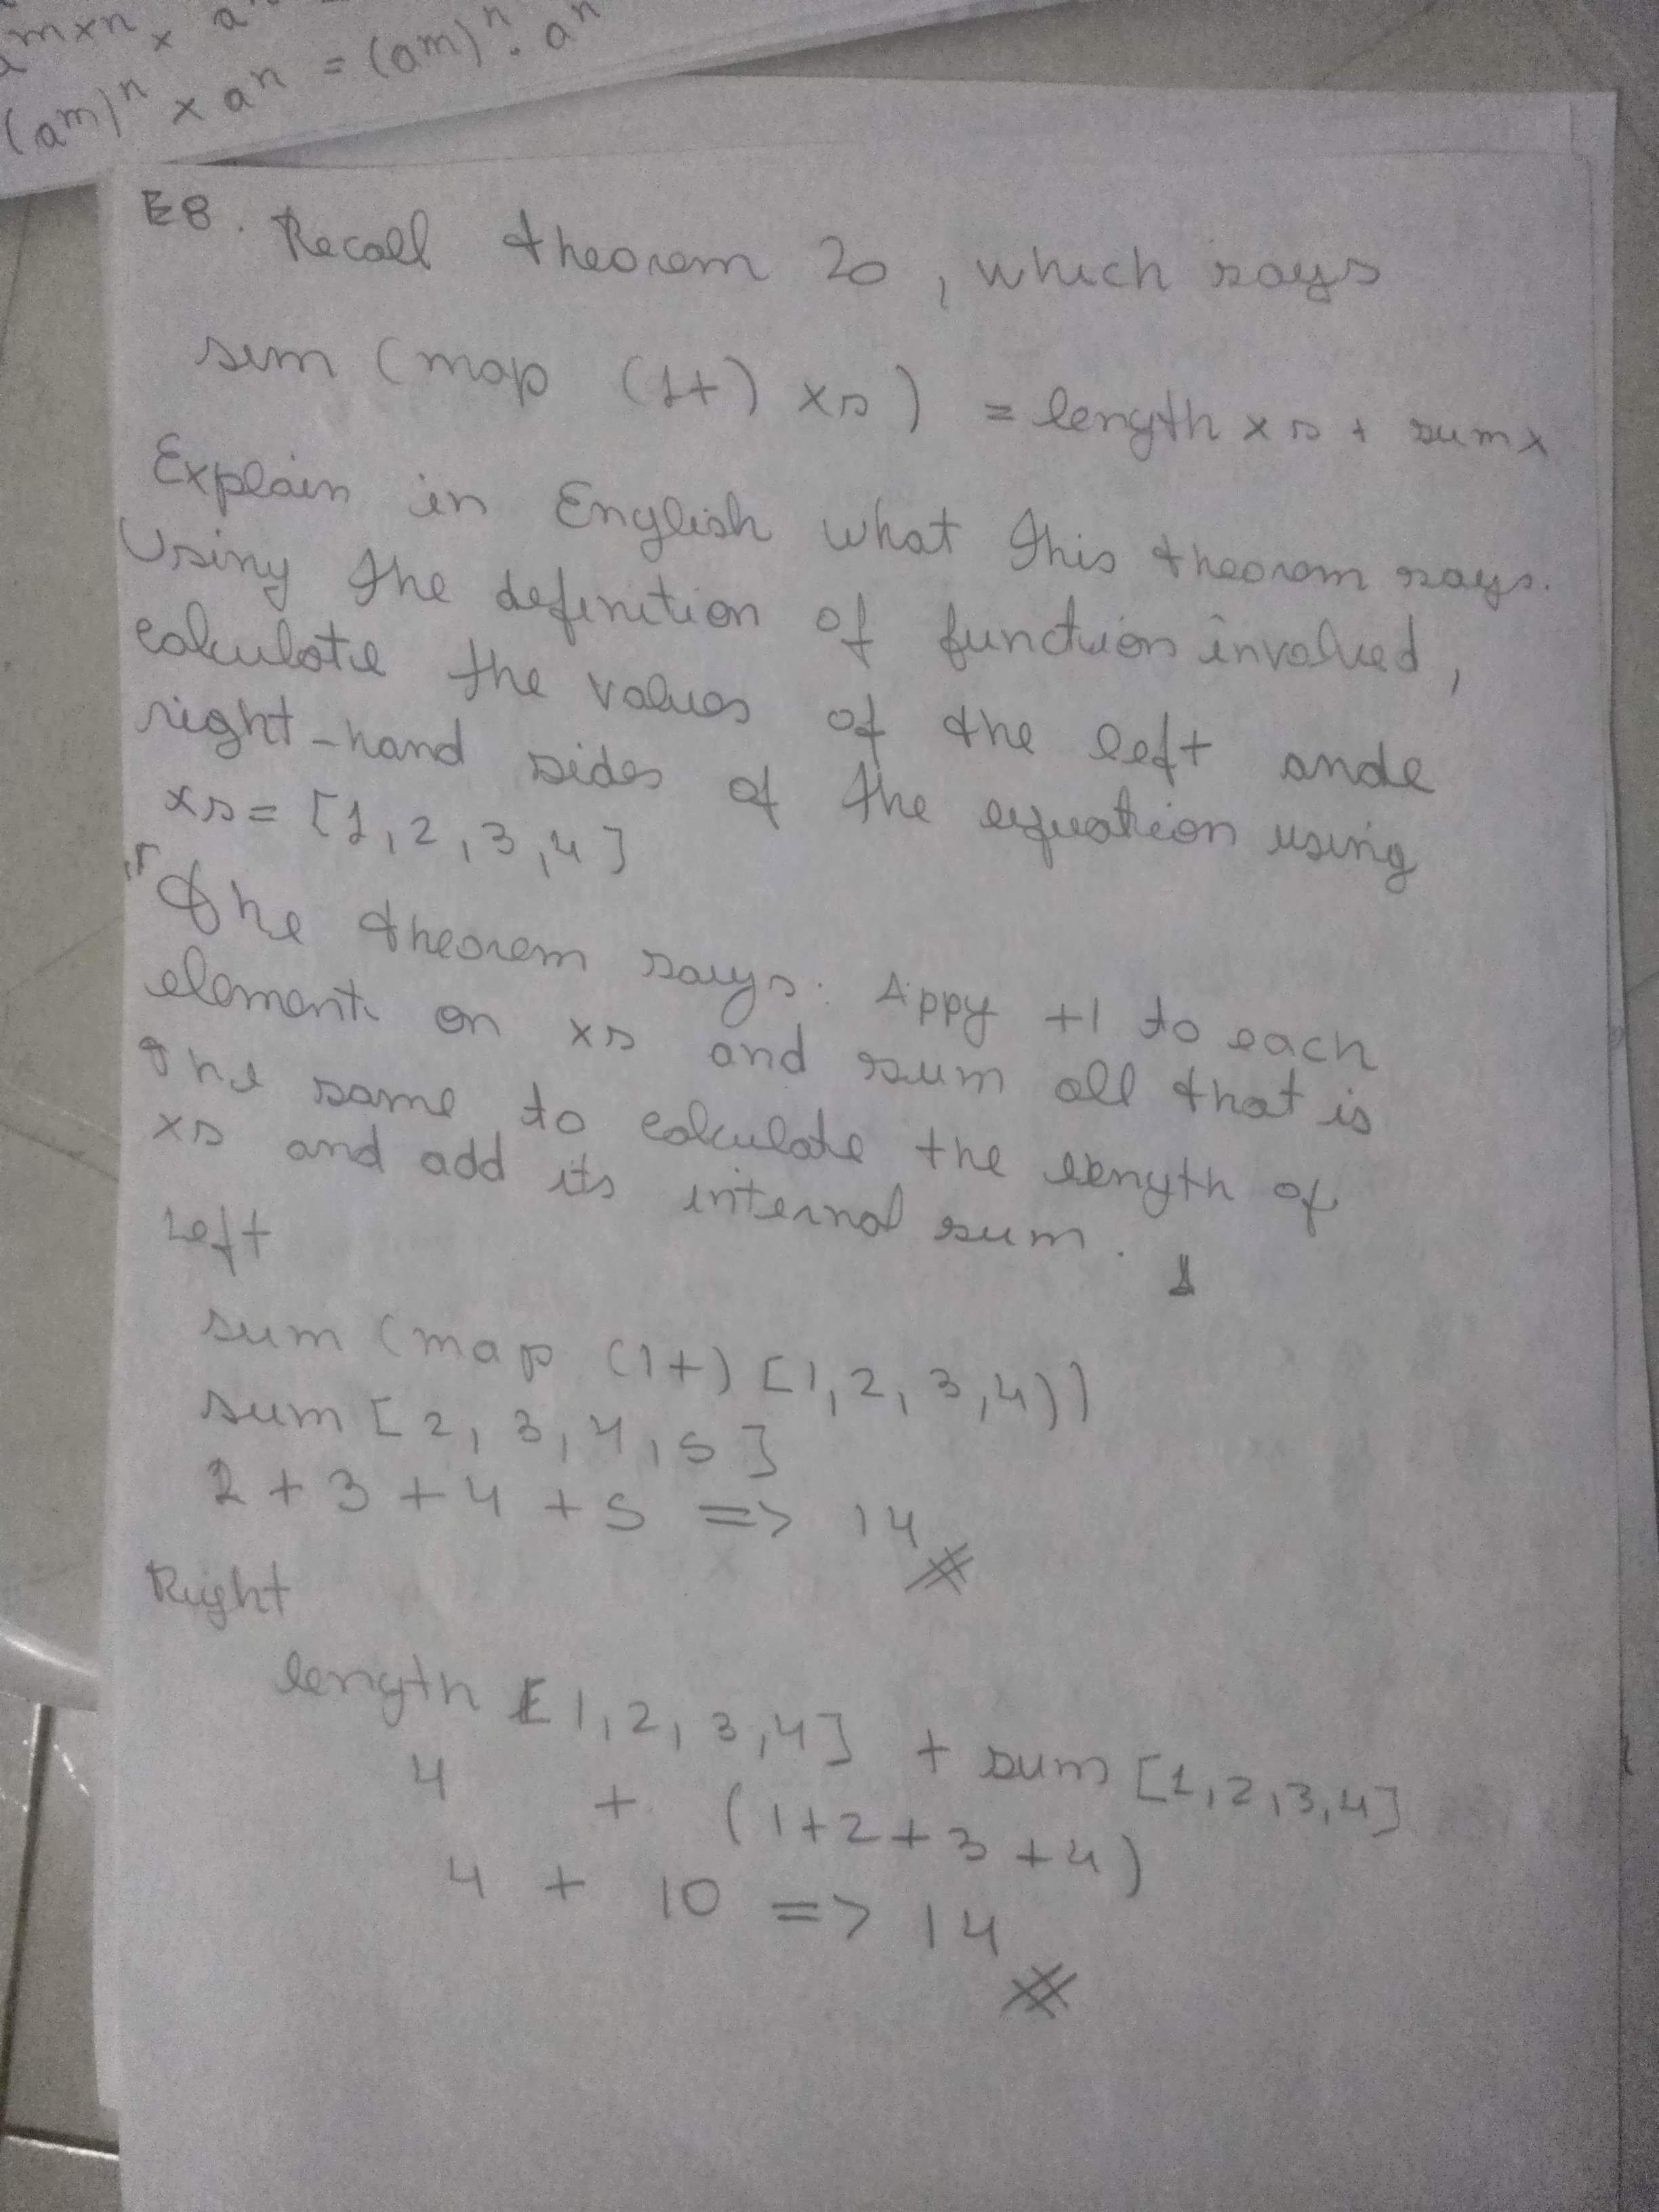 m×n × a
(am)^n × a^n = (am)^n . a^n
E8. Recall theorem 20, which says
sum (map (1+) xs) = length xs + sum x
Explain in English what this theorem says.
Using the definition of function involved,
calculate the values of the left ande
right-hand sides of the equation using
xs = [1, 2, 3, 4]
The theorem says. Appy +1 to each
element on xs and sum all that is
the same to calculate the length of
xs and add its internal sum.
Left
sum (map (1+) [1, 2, 3, 4))
sum [2, 3, 4, 5]
2 + 3 + 4 + 5 => 14
Right
length [1, 2, 3, 4] + sum [1, 2, 3, 4]
4 + (1+2+3+4)
4 + 10 => 14